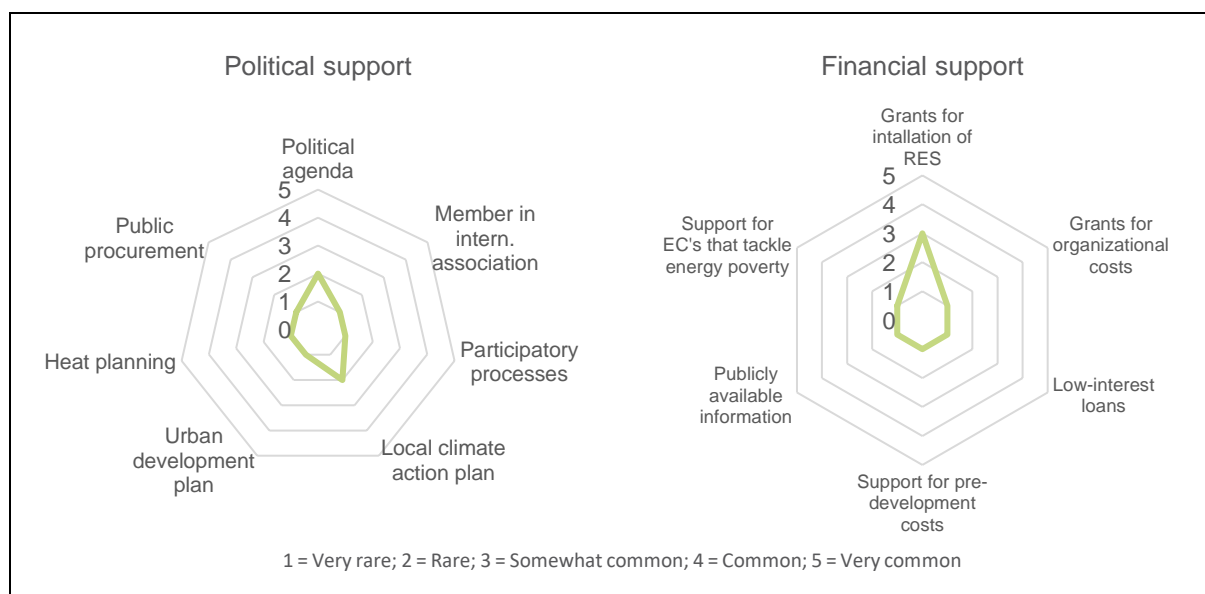 Political support
Political
agenda
5
4
3
2
1
0
Member in
intern.
association
Participatory
processes
Local climate
action plan
Urban
development
plan
Heat planning
Public
procurement
Financial support
Grants for
intallation of
RES
5
4
3
2
1
0
Grants for
organizational
costs
Low-interest
loans
Support for pre-
development
costs
Publicly
available
information
Support for
EC's that tackle
energy poverty
1 = Very rare; 2 = Rare; 3 = Somewhat common; 4 = Common; 5 = Very common